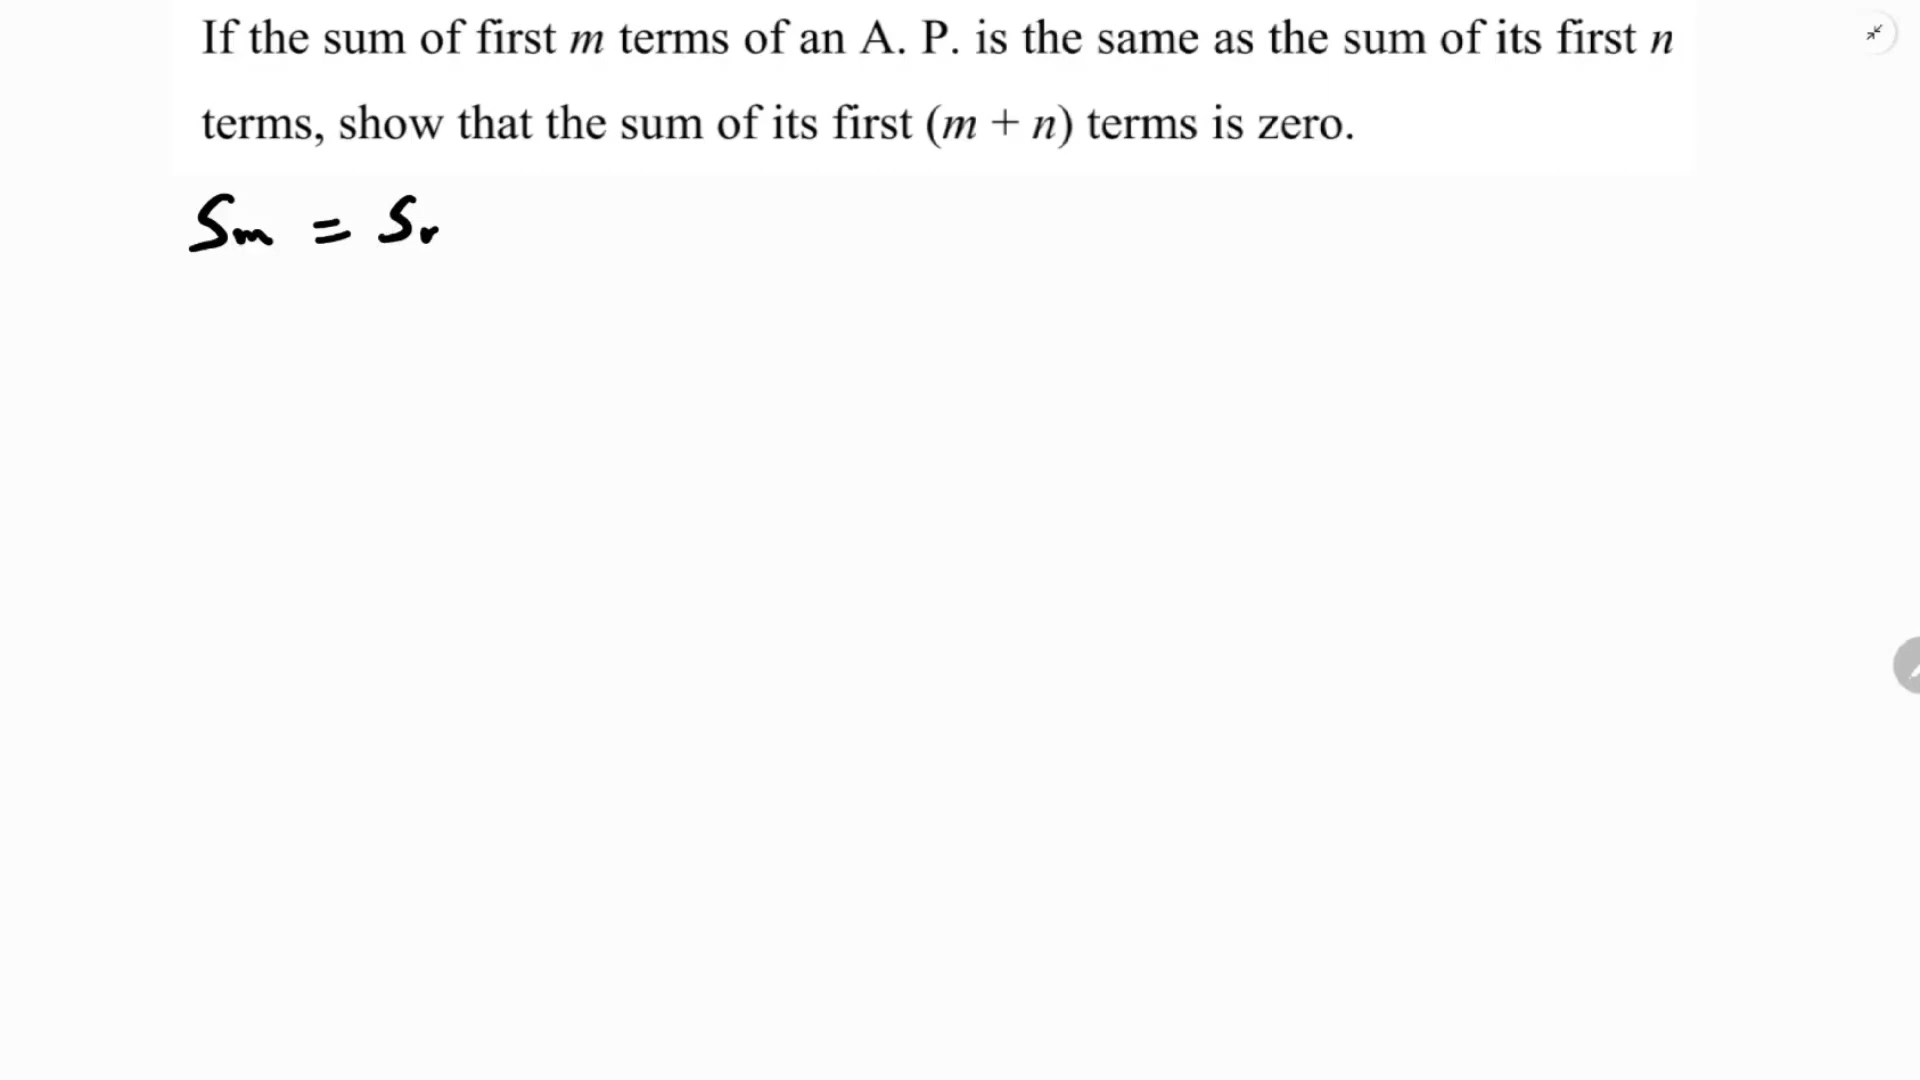 If the sum of first m terms of an A. P. is the same as the sum of its first n
terms, show that the sum of its first (m + n) terms is zero.
Sm = Sr